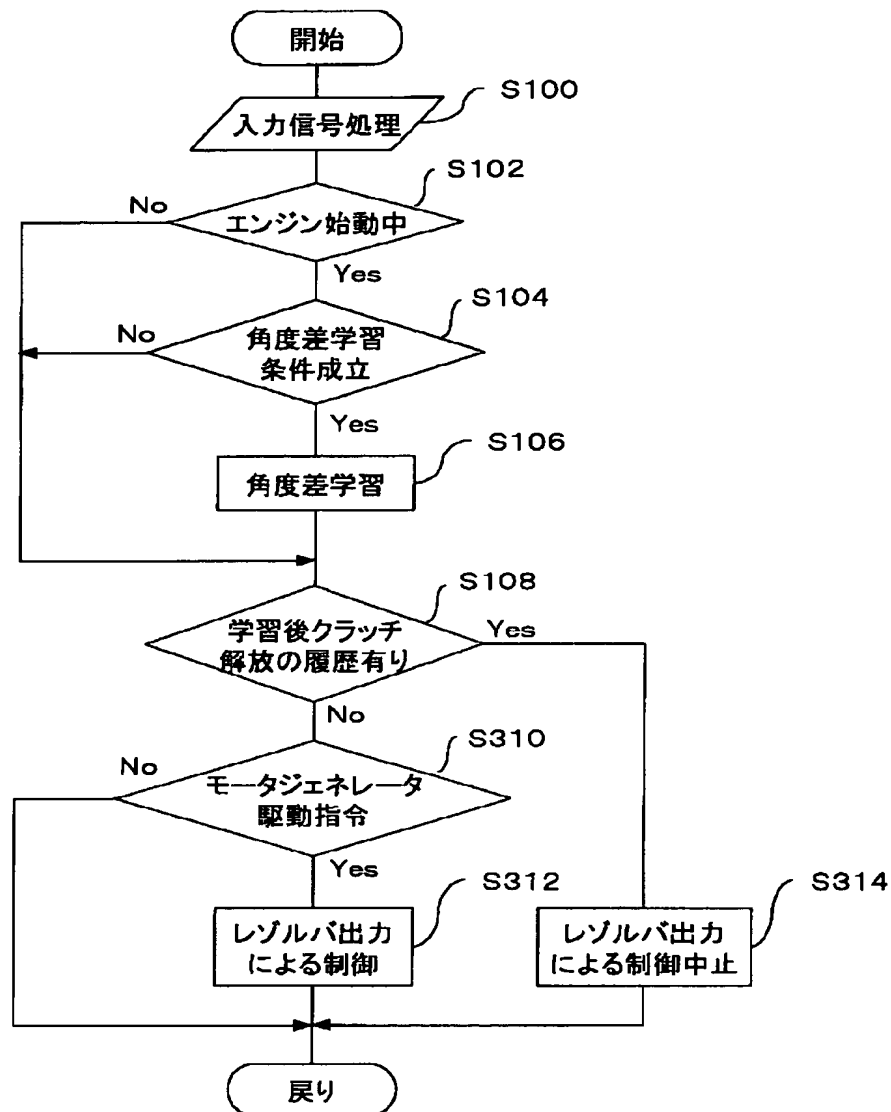 開始
S100
入力信号処理
S102
No
エンジン始動中
Yes
S104
No
角度差学習
条件成立
Yes
S106
角度差学習
S108
学習後クラッチ
解放の履歴有り
Yes
No
S310
No
モータジェネレータ
駆動指令
Yes
S312
レゾルバ出力
による制御
S314
レゾルバ出力
による制御中止
戻り